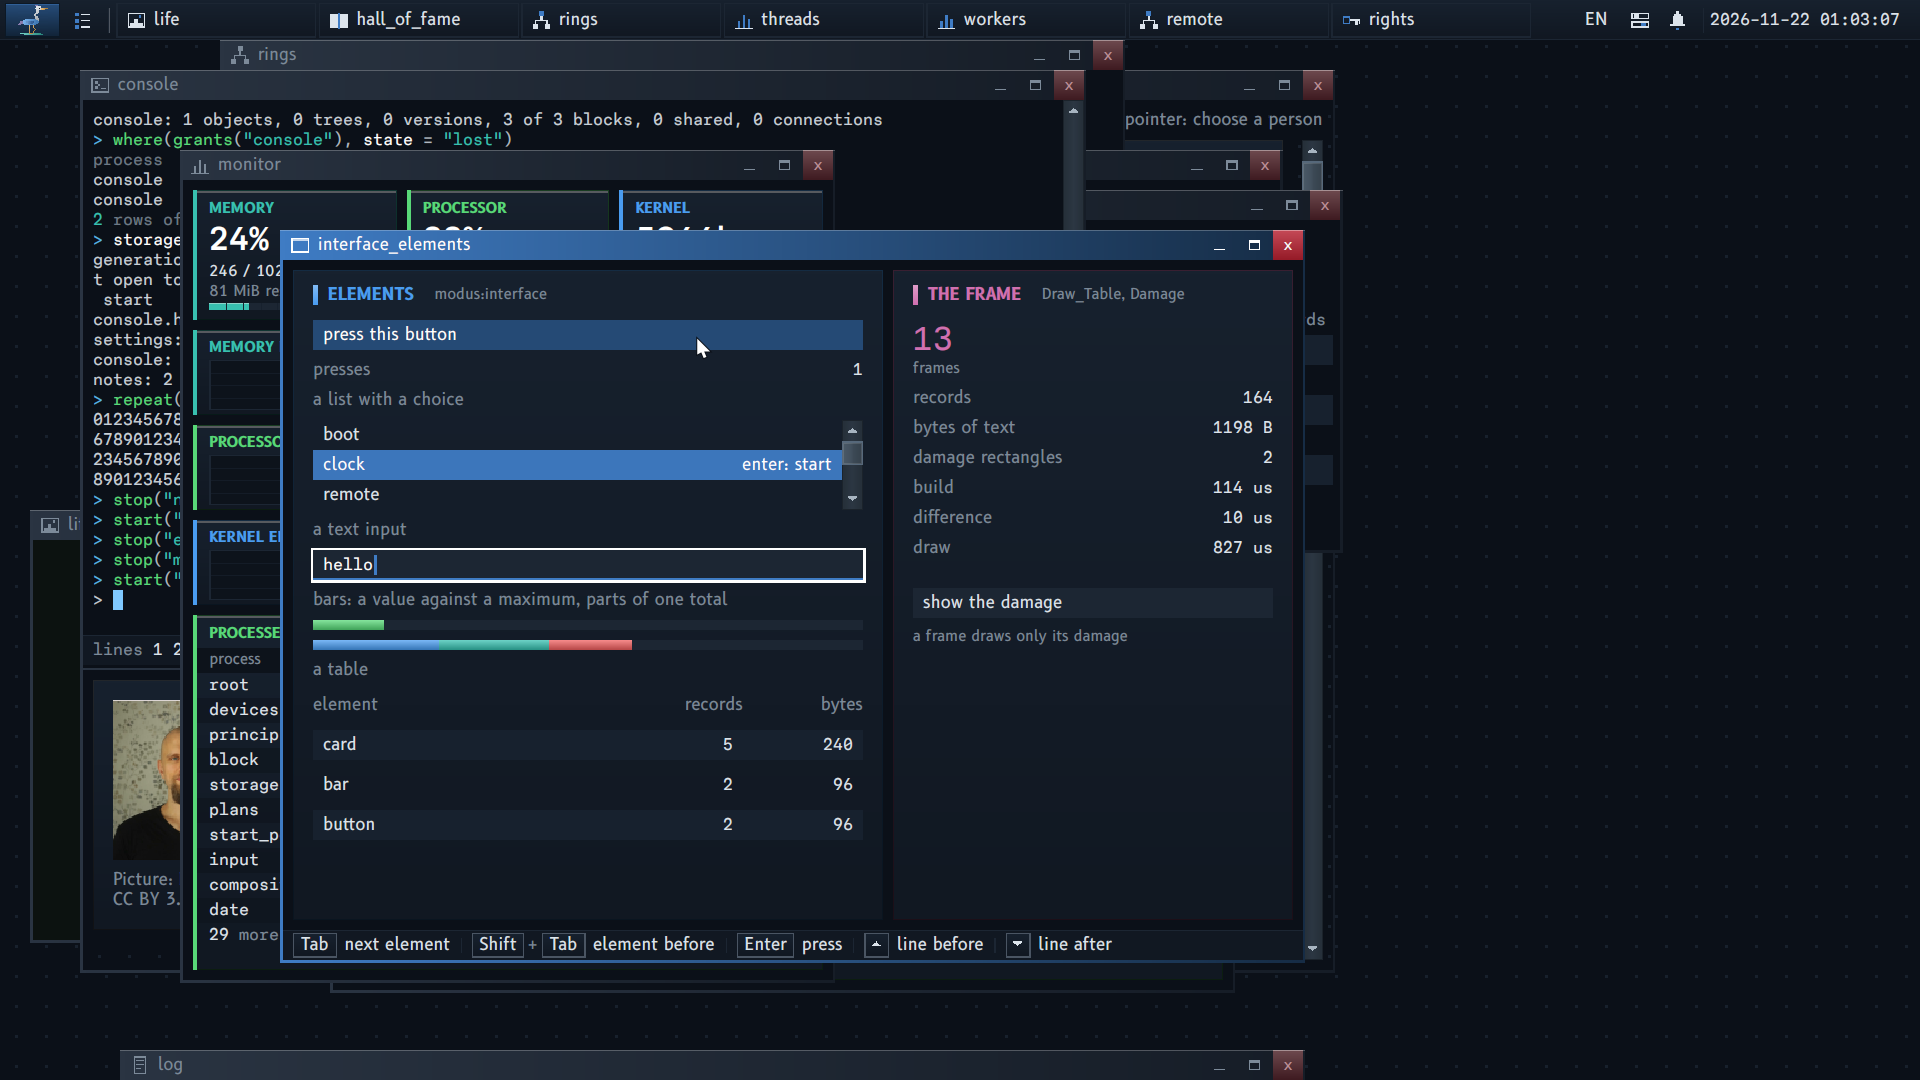 life
hall_of_fame
rings
threads
workers
remote
rights
EN
2026-11-22 01:03:07
rings
console
console: 1 objects, 0 trees, 0 versions, 3 of 3 blocks, 0 shared, 0 connections
> where(grants("console"), state = "lost")
process
console
console
2 rows of
> storage
t open to
start
settings:
console:
notes: 2
> repeat(
012345678
678901234
234567890
890123456
> stop("
> start("
> stop("e
> stop("
> start("
>
lines 1 2
Picture:
CC BY 3.
pointer: choose a person
ds
monitor
MEMORY
24%
246 / 102
81 MiB re
PROCESSOR
KERNEL
MEMORY
process
root
devices
princip
block
storage
plans
start_p
input
composi
date
29 more
interface_elements
ELEMENTS modus:interface
press this button
presses 1
a list with a choice
boot
clock enter: start
remote
a text input
hello
bars: a value against a maximum, parts of one total
a table
element records bytes
card 5 240
bar 2 96
button 2 96
THE FRAME Draw_Table, Damage
13
frames
records 164
bytes of text 1198 B
damage rectangles 2
build 114 us
difference 10 us
draw 827 us
show the damage
a frame draws only its damage
Tab next element Shift + Tab element before Enter press line before line after
log